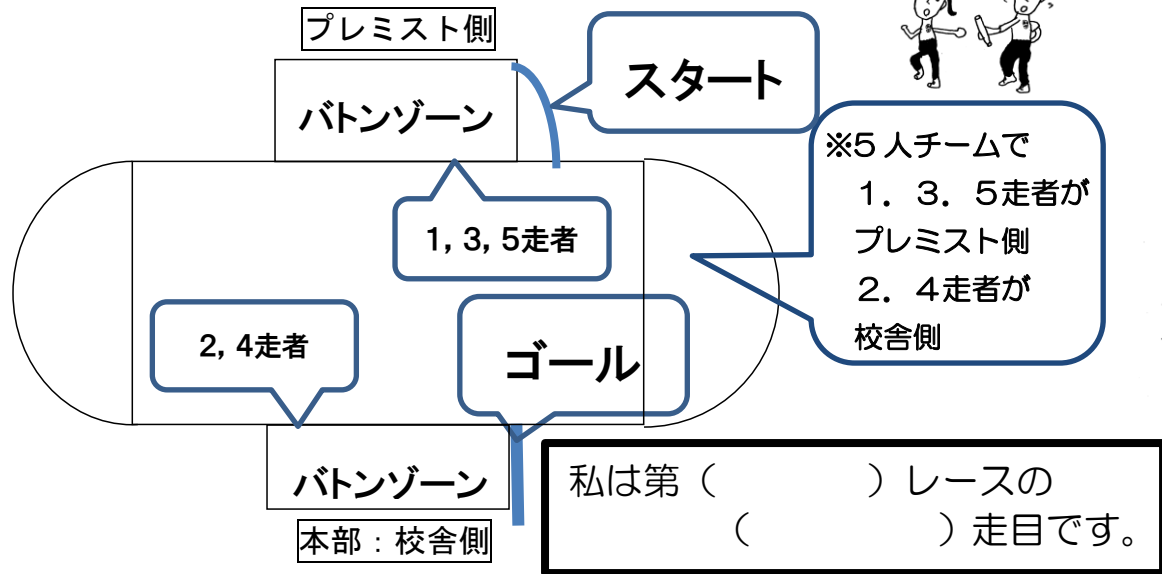 プレミスト側
スタート
バトンゾーン
※5人チームで
1．3．5走者が
プレミスト側
2．4走者が
校舎側
1，3，5走者
2，4走者
ゴール
バトンゾーン
本部：校舎側
私は第（　　　　）レースの
（　　　　　）走目です。